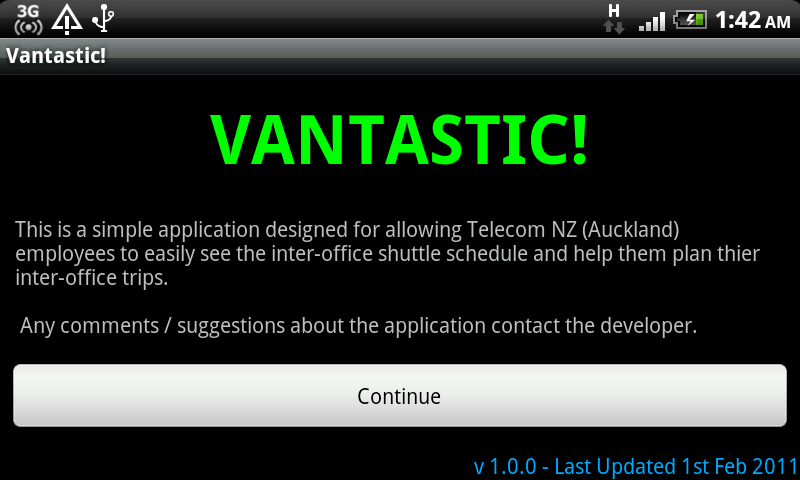 3G
H
1:42 AM
Vantastic!
VANTASTIC!
This is a simple application designed for allowing Telecom NZ (Auckland)
employees to easily see the inter-office shuttle schedule and help them plan thier
inter-office trips.
Any comments / suggestions about the application contact the developer.
Continue
v 1.0.0 - Last Updated 1st Feb 2011